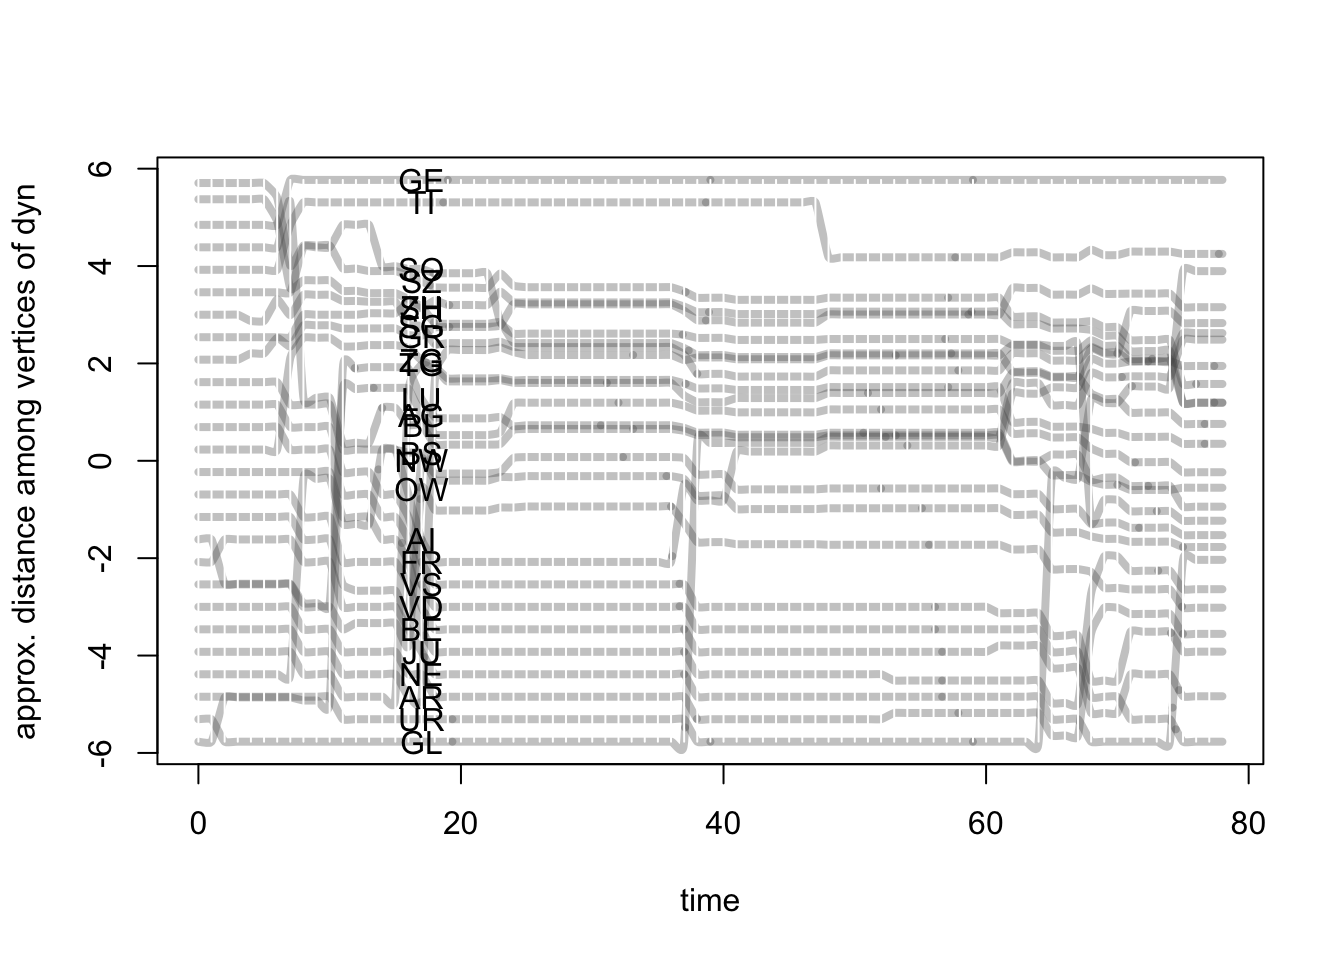 approx. distance among vertices of dyn
6
4
2
0
-2
-4
-6
GE
TI
SO
SZ
ZH
SH
SG
GR
TG
ZG
LU
AG
BL
BS
NW
OW
AI
FR
VS
VD
BE
JU
NE
AR
UR
GL
0 20 40 60 80
time